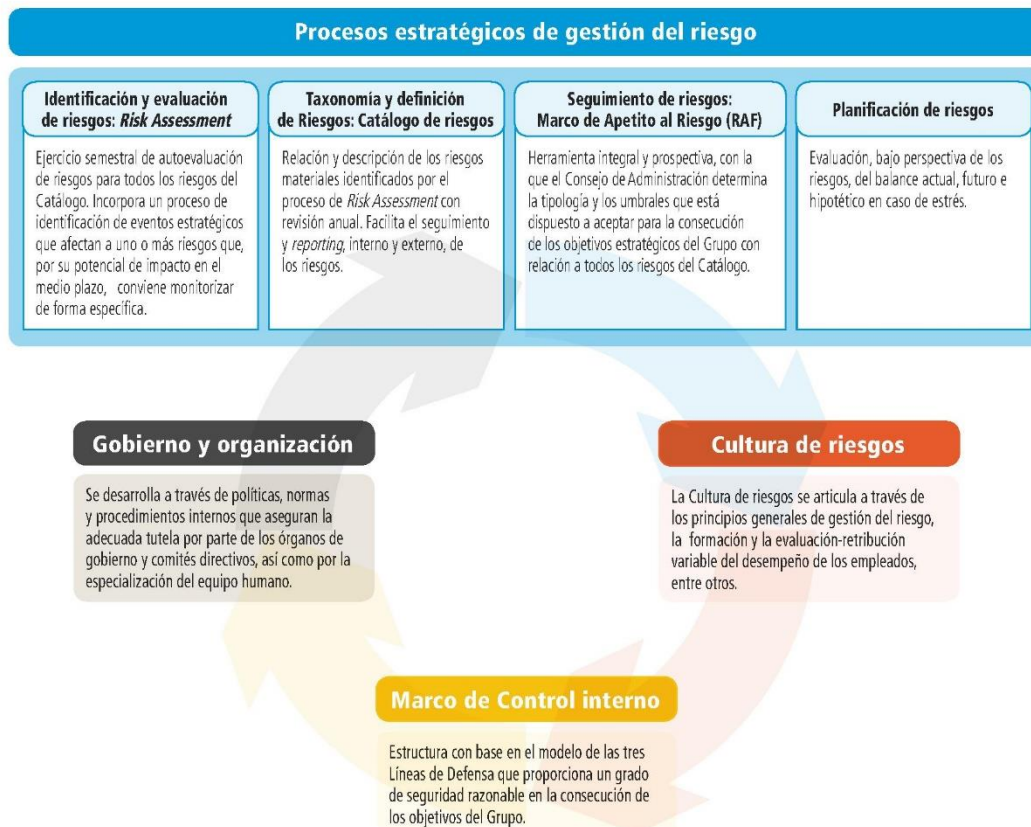 Procesos estratégicos de gestión del riesgo
Identificación y evaluación
de riesgos: Risk Assessment
Ejercicio semestral de autoevaluación
de riesgos para todos los riesgos del
Catálogo. Incorpora un proceso de
identificación de eventos estratégicos
que afectan a uno o más riesgos que,
por su potencial de impacto en el
medio plazo, conviene monitorizar
de forma específica.
Taxonomía y definición
de Riesgos: Catálogo de riesgos
Relación y descripción de los riesgos
materiales identificados por el
proceso de Risk Assessment con
revisión anual. Facilita el seguimiento
y reporting, interno y externo, de
los riesgos.
Seguimiento de riesgos:
Marco de Apetito al Riesgo (RAF)
Herramienta integral y prospectiva, con la
que el Consejo de Administración determina
la tipología y los umbrales que está
dispuesto a aceptar para la consecución
de los objetivos estratégicos del Grupo con
relación a todos los riesgos del Catálogo.
Planificación de riesgos
Evaluación, bajo perspectiva de los
riesgos, del balance actual, futuro e
hipotético en caso de estrés.
Gobierno y organización
Se desarrolla a través de políticas, normas
y procedimientos internos que aseguran la
adecuada tutela por parte de los órganos de
gobierno y comités directivos, así como por la
especialización del equipo humano.
Cultura de riesgos
La Cultura de riesgos se articula a través de
los principios generales de gestión del riesgo,
la formación y la evaluación-retribución
variable del desempeño de los empleados,
entre otros.
Marco de Control interno
Estructura con base en el modelo de las tres
Líneas de Defensa que proporciona un grado
de seguridad razonable en la consecución de
los objetivos del Grupo.